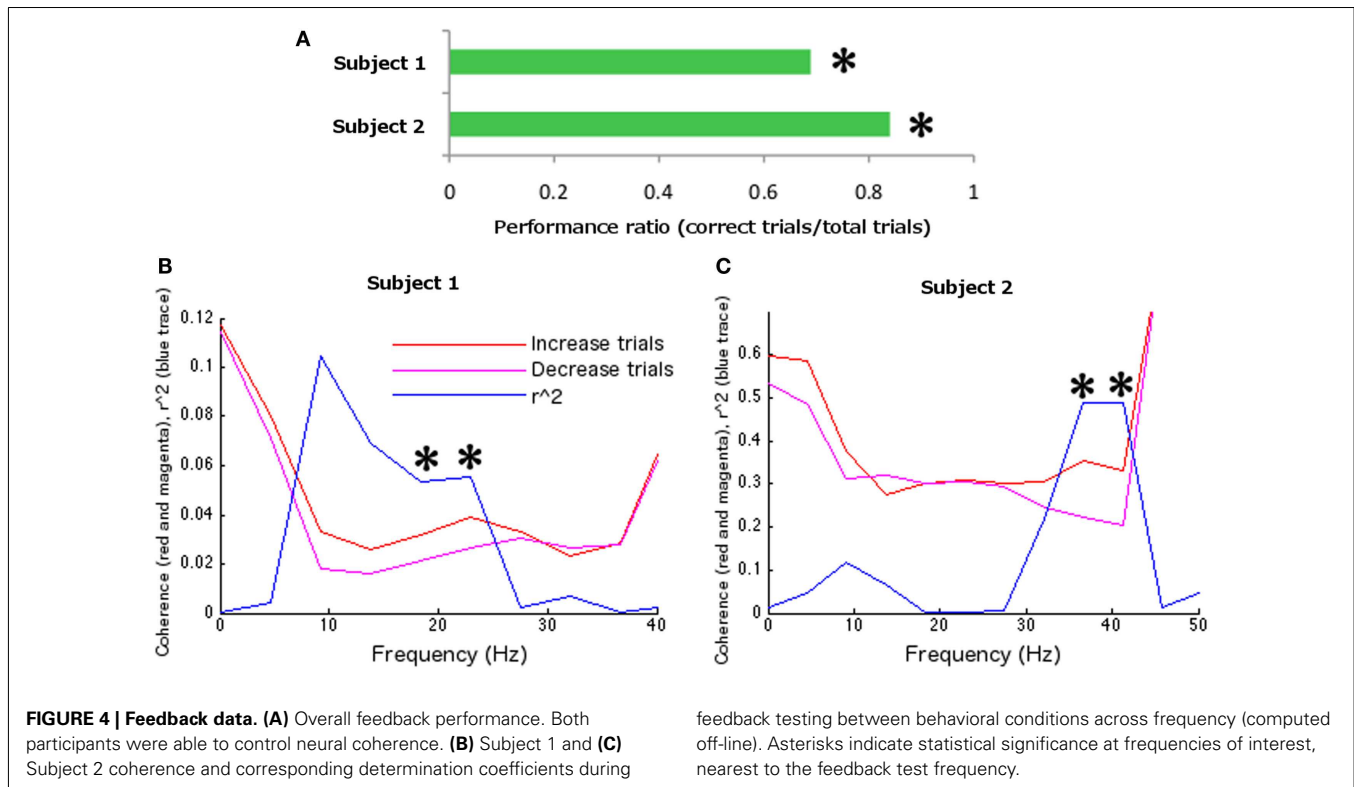 A
Subject 1
*
Subject 2
*
0 0.2 0.4 0.6 0.8 1
Performance ratio (correct trials/total trials)
B
Subject 1
Coherence (red and magenta), r^2 (blue trace)
0.12
0.1
0.08
0.06
0.04
0.02
0
Increase trials
Decrease trials
r^2
* *
0 10 20 30 40
Frequency (Hz)
C
Subject 2
Coherence (red and magenta), r^2 (blue trace)
0.6
0.5
0.4
0.3
0.2
0.1
0
* *
0 10 20 30 40 50
Frequency (Hz)
FIGURE 4 | Feedback data. (A) Overall feedback performance. Both
participants were able to control neural coherence. (B) Subject 1 and (C)
Subject 2 coherence and corresponding determination coefficients during
feedback testing between behavioral conditions across frequency (computed
off-line). Asterisks indicate statistical significance at frequencies of interest,
nearest to the feedback test frequency.